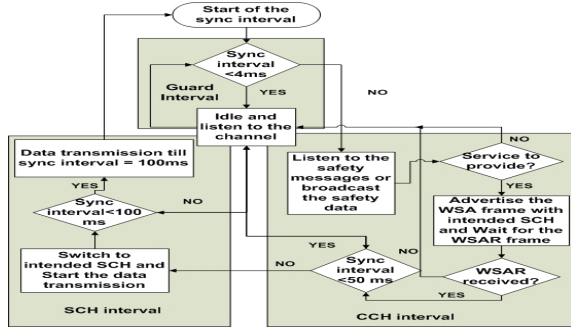 Start of the
sync interval
Sync
interval
<4ms
Guard
Interval
YES
NO
Idle and
listen to the
channel
Data transmission till
sync interval = 100ms
YES
Sync
interval<100
ms
NO
Switch to
intended SCH and
Start the data
transmission
SCH interval
Listen to the
safety
messages or
broadcast
the safety
data
NO
Service to
provide?
YES
Advertise the
WSA frame with
intended SCH
and Wait for the
WSAR frame
YES
NO
Sync
interval
<50 ms
NO
WSAR
received?
YES
CCH interval